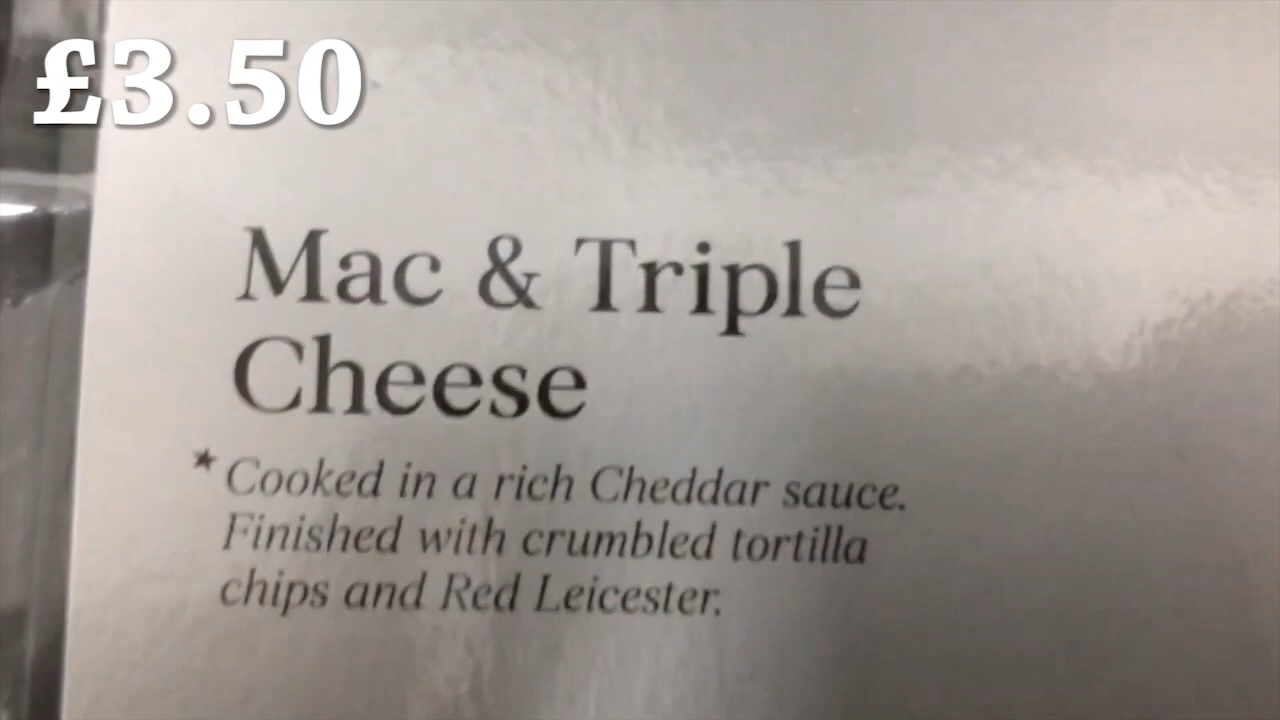 £3.50
Mac & Triple
Cheese
*Cooked in a rich Cheddar sauce.
Finished with crumbled tortilla
chips and Red Leicester.